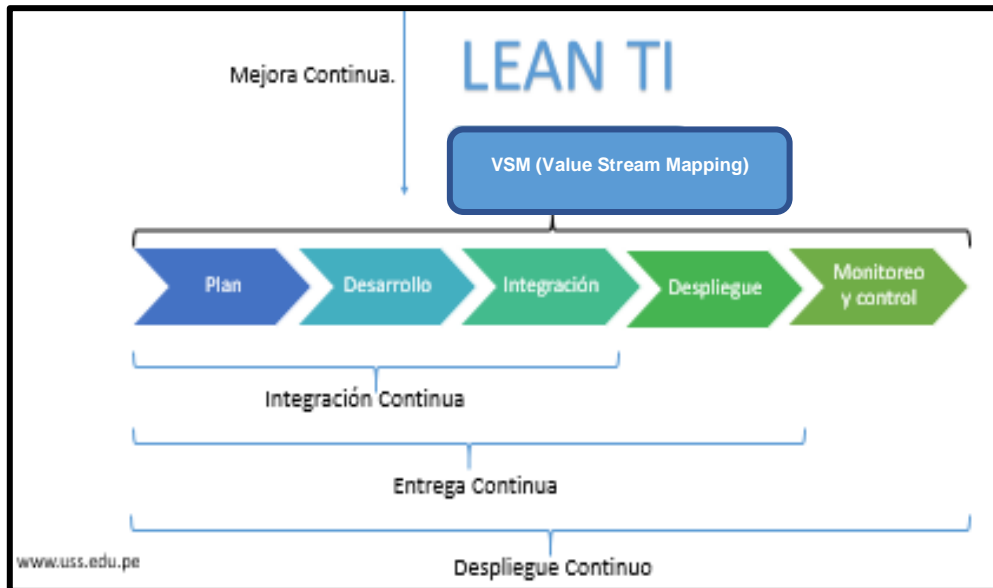 LEAN TI
Mejora Continua.
VSM (Value Stream Mapping)
Plan
Desarrollo
Integración
Despliegue
Monitoreo
y control
Integración Continua
Entrega Continua
www.uss.edu.pe
Despliegue Continuo